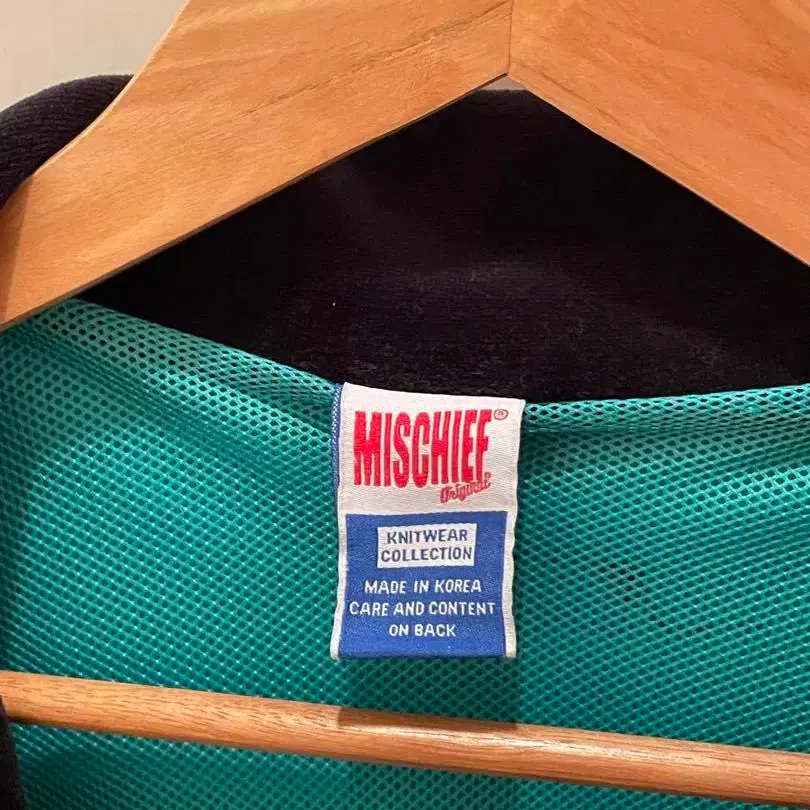 MISCHIEF®
Original
KNITWEAR
COLLECTION
MADE IN KOREA
CARE AND CONTENT
ON BACK